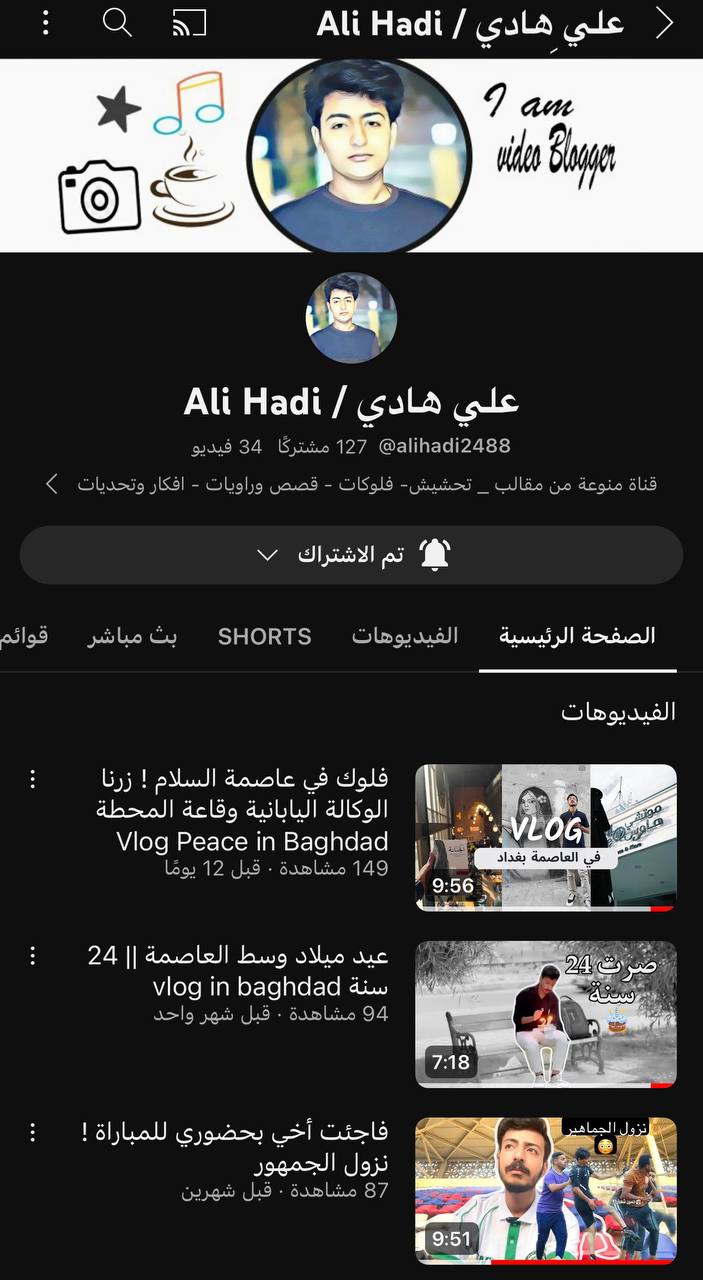 علي هِادي / Ali Hadi
I am
video Blogger
علي هادي / Ali Hadi
@alihadi2488 127 مشتركًا 34 فيديو
قناة منوعة من مقالب _ تحشيش- فلوكات - قصص وراويات - افكار وتحديات
تم الاشتراك
الصفحة الرئيسية الفيديوهات SHORTS بث مباشر قوائم
الفيديوهات
VLOG
في العاصمة بغداد
9:56
فلوك في عاصمة السلام ! زرنا
الوكالة اليابانية وقاعة المحطة
Vlog Peace in Baghdad
149 مشاهدة · قبل 12 يومًا
صرت 24
سنة
7:18
عيد ميلاد وسط العاصمة || 24
سنة vlog in baghdad
94 مشاهدة · قبل شهر واحد
نزول الجماهير
9:51
فاجئت أخي بحضوري للمباراة !
نزول الجمهور
87 مشاهدة · قبل شهرين